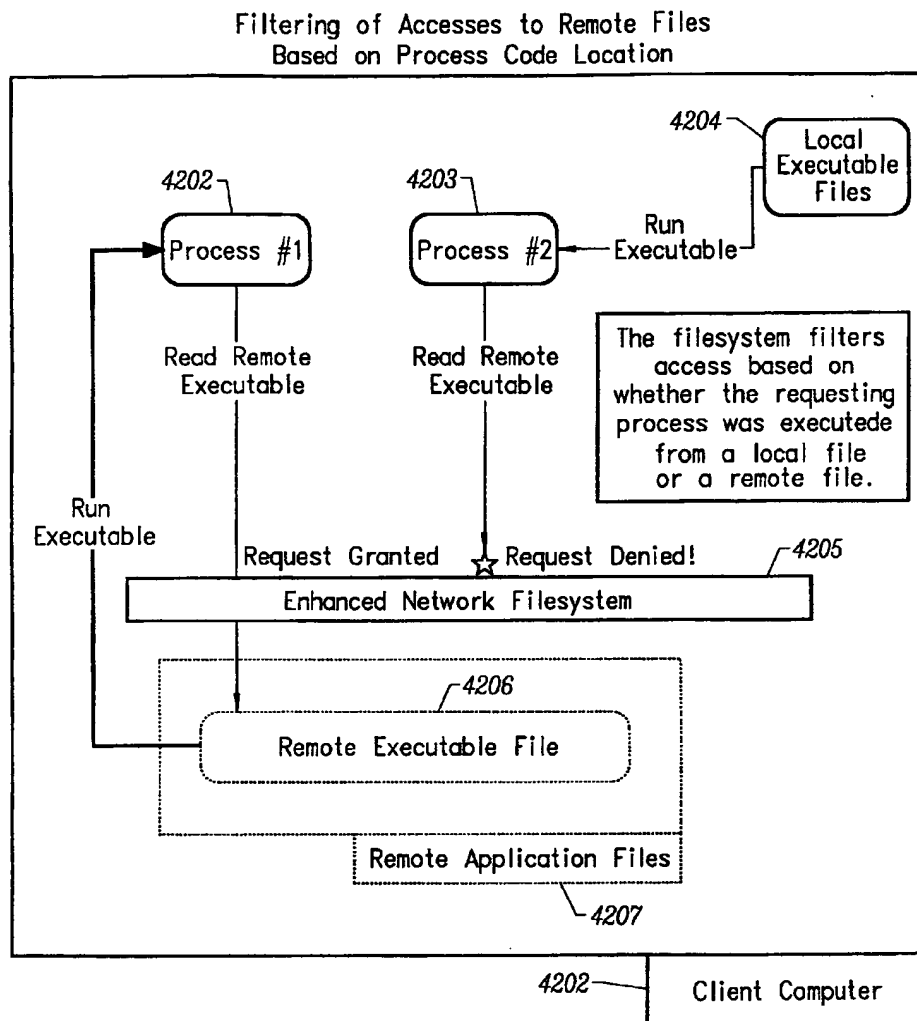 Filtering of Accesses to Remote Files
Based on Process Code Location
4204
Local
Executable
Files
4202
4203
Process #1
Process #2
Run
Executable
Read Remote
Executable
Read Remote
Executable
The filesystem filters
access based on
whether the requesting
process was executede
from a local file
or a remote file.
Run
Executable
Request Granted
Request Denied!
4205
Enhanced Network Filesystem
4206
Remote Executable File
Remote Application Files
4207
4202
Client Computer